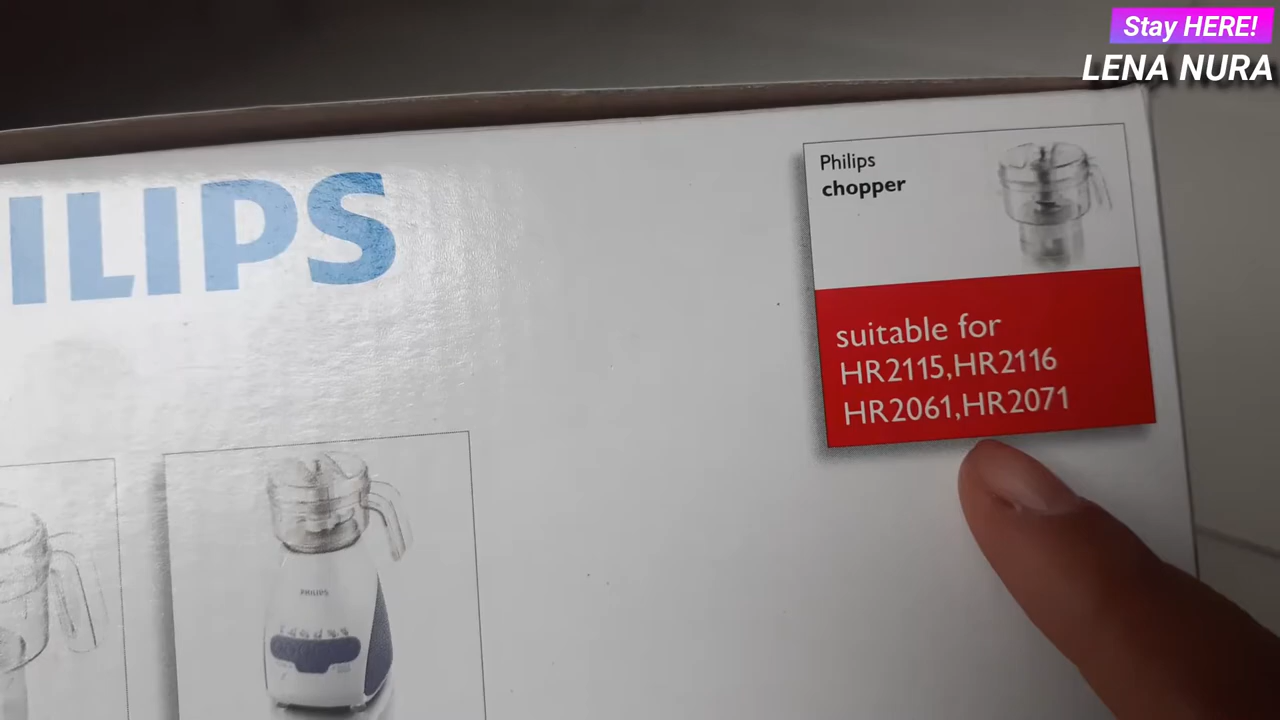 Stay HERE!
LENA NURA
ILIPS
Philips
chopper
suitable for
HR2115,HR2116
HR2061,HR2071
PHILIPS